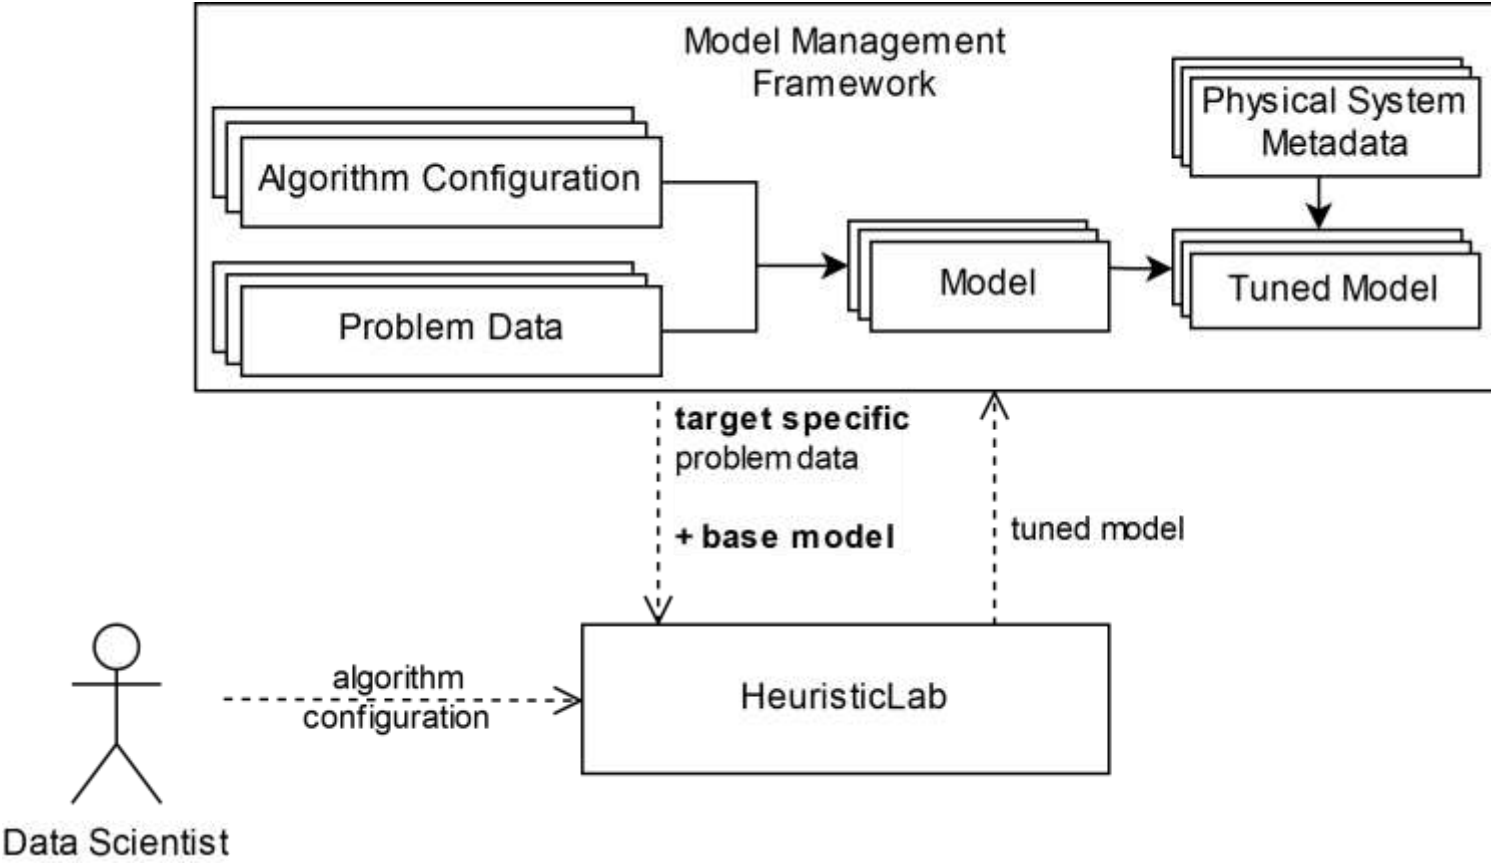 Model Management
Framework
Physical System
Metadata
Algorithm Configuration
Model
Tuned Model
Problem Data
target specific
problem data
+ base model
tuned model
algorithm
configuration
HeuristicLab
Data Scientist